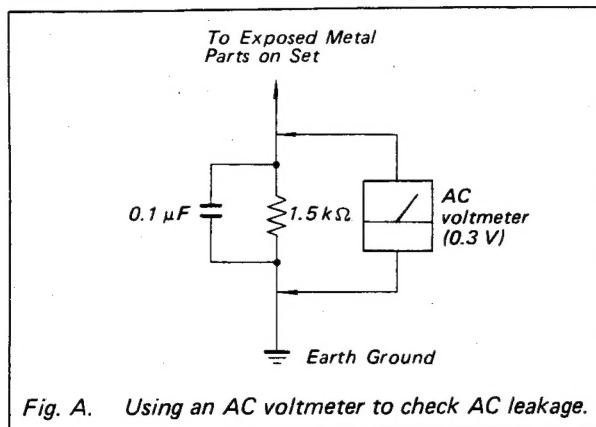 To Exposed Metal
Parts on Set
0.1 μF
1.5 kΩ
AC
voltmeter
(0.3 V)
Earth Ground
Fig. A. Using an AC voltmeter to check AC leakage.